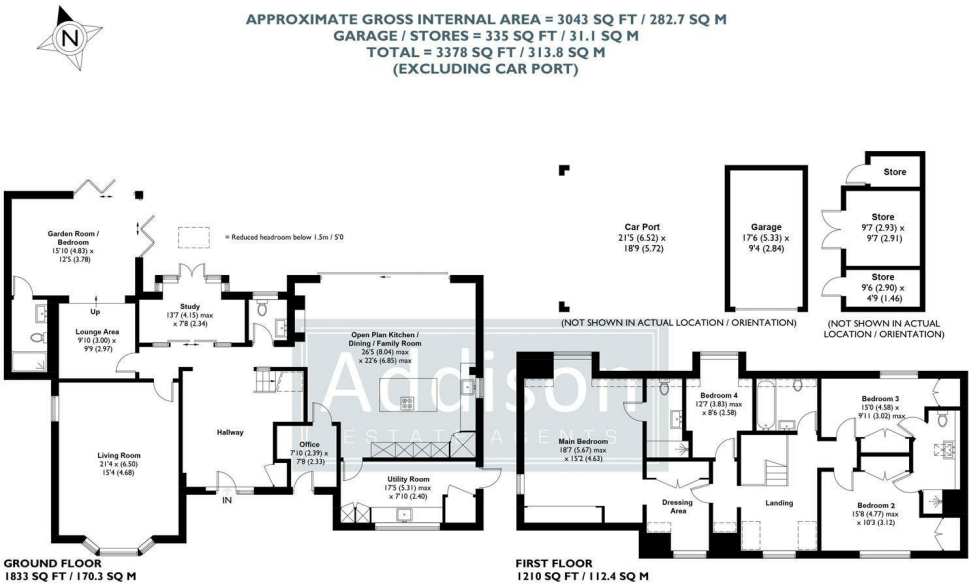 APPROXIMATE GROSS INTERNAL AREA = 3043 SQ FT / 282.7 SQ M
GARAGE / STORES = 335 SQ FT / 31.1 SQ M
TOTAL = 3378 SQ FT / 313.8 SQ M
(EXCLUDING CAR PORT)
N
Garden Room /
Bedroom
15'10 (4.83) x
12'5 (3.78)
= Reduced headroom below 1.5m / 5'0
Up
Lounge Area
9'10 (3.00) x
9'9 (2.97)
Study
13'7 (4.15) max
x 7'8 (2.34)
Open Plan Kitchen /
Dining / Family Room
26'5 (8.04) max
x 22'6 (6.85) max
Living Room
21'4 (6.50) x
15'4 (4.68)
Hallway
IN
Office
7'10 (2.39) x
7'8 (2.33)
Utility Room
17'5 (5.31) max
x 7'10 (2.40)
GROUND FLOOR
1833 SQ FT / 170.3 SQ M
Addison
ESTATE AGENTS
Car Port
21'5 (6.52) x
18'9 (5.72)
Garage
17'6 (5.33) x
9'4 (2.84)
(NOT SHOWN IN ACTUAL LOCATION / ORIENTATION)
Store
Store
9'7 (2.93) x
9'7 (2.91)
Store
9'6 (2.90) x
4'9 (1.46)
(NOT SHOWN IN ACTUAL
LOCATION / ORIENTATION)
Main Bedroom
18'7 (5.67) max
x 15'2 (4.63)
Bedroom 4
12'7 (3.83) max
x 8'6 (2.58)
Bedroom 3
15'0 (4.58) x
9'11 (3.02) max
Dressing
Area
Landing
Bedroom 2
15'8 (4.77) max
x 10'3 (3.12)
FIRST FLOOR
1210 SQ FT / 112.4 SQ M